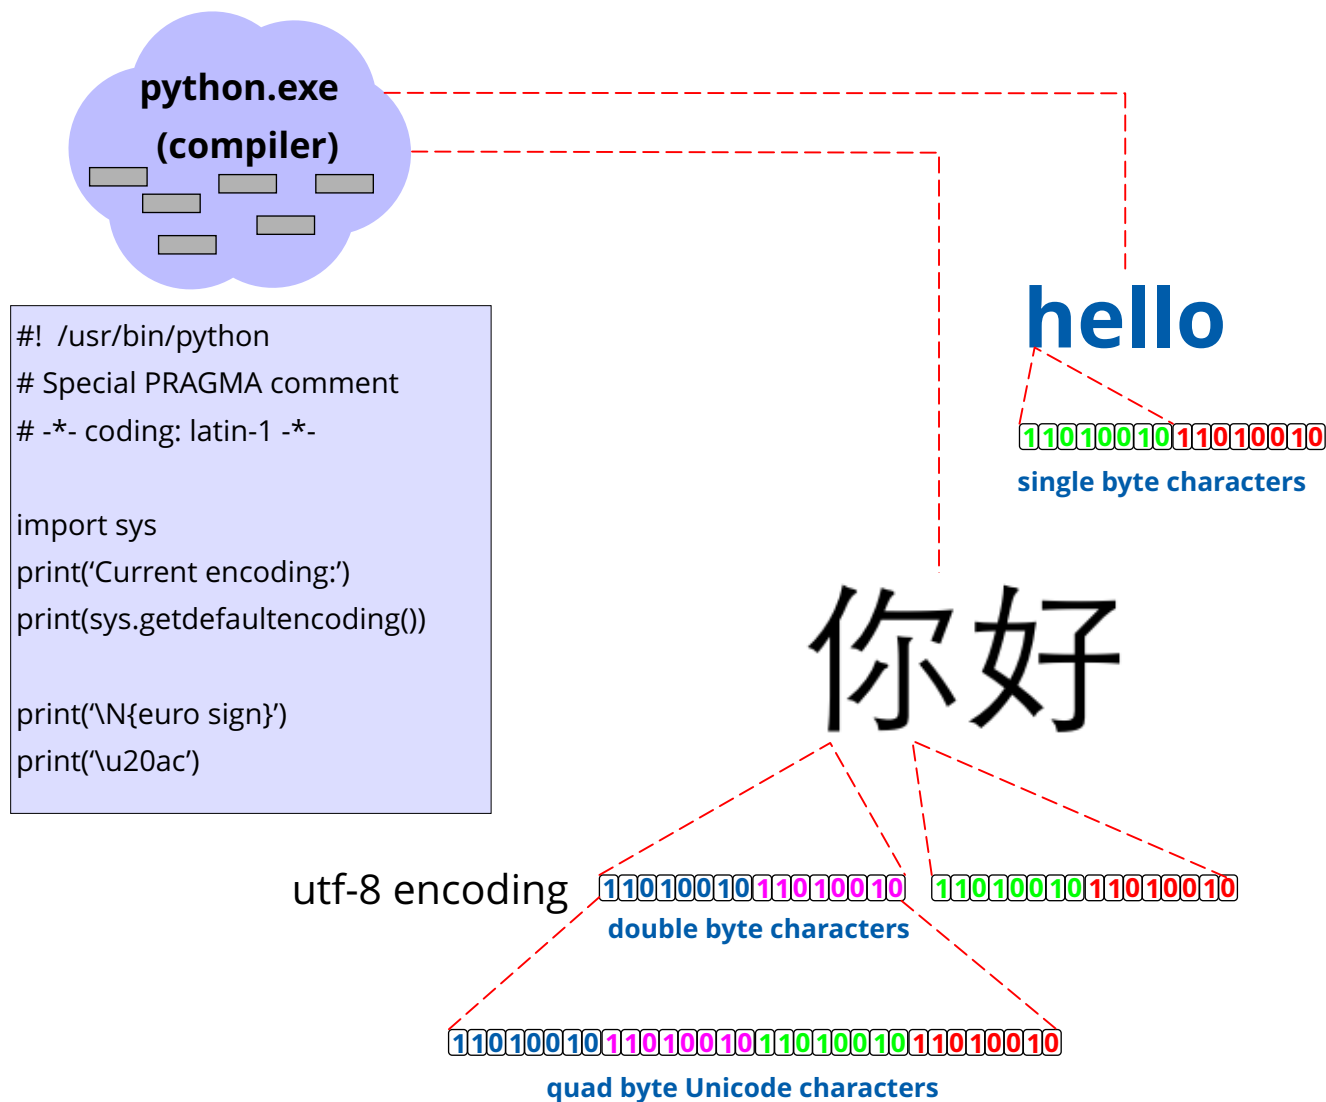 python.exe
(compiler)
#!  /usr/bin/python
# Special PRAGMA comment
# -*- coding: latin-1 -*-
import sys
print(‘Current encoding:’)
print(sys.getdefaultencoding())
print(‘\N{euro sign}’)
print(‘\u20ac’)
hello
1101001011010010
single byte characters
你好
utf-8 encoding
1101001011010010 1101001011010010
double byte characters
11010010110100101101001011010010
quad byte Unicode characters